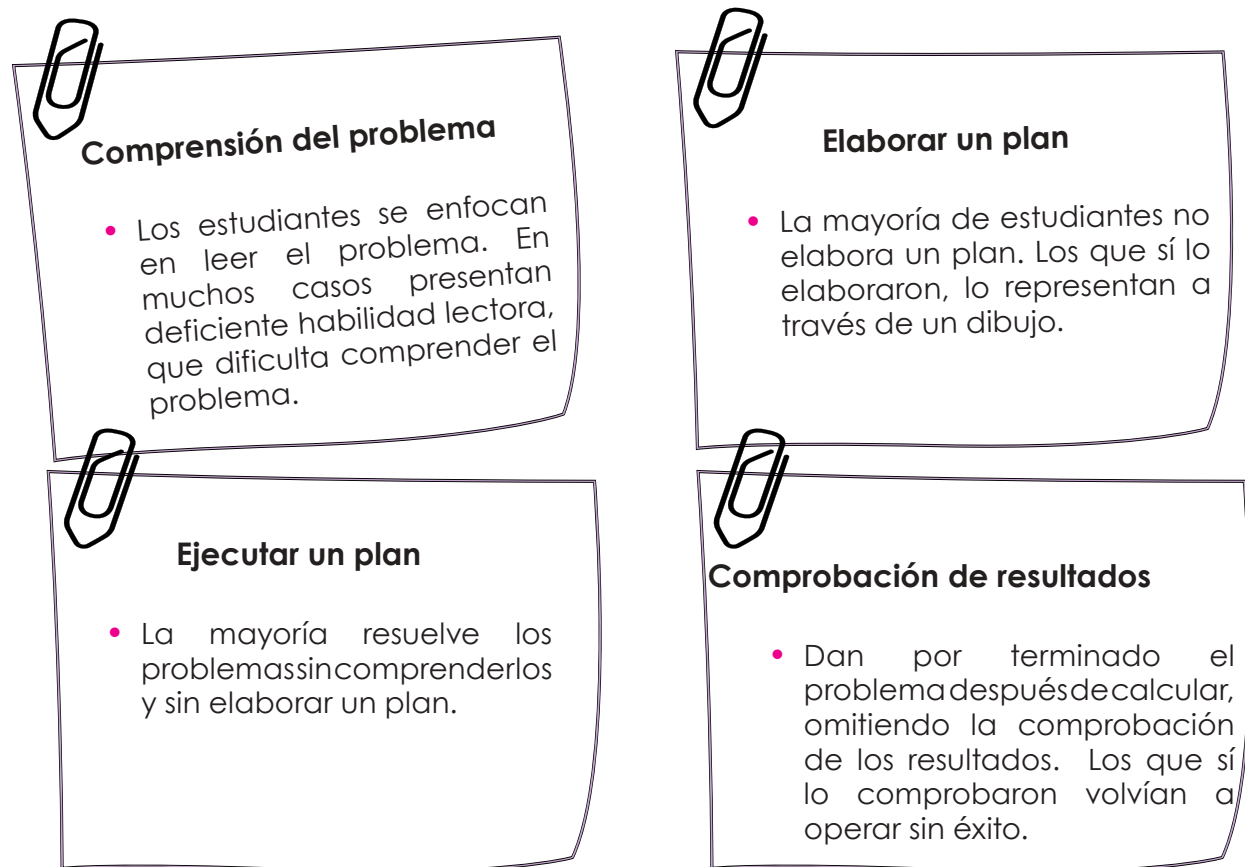 Comprensión del problema
• Los estudiantes se enfocan
en leer el problema. En
muchos casos presentan
deficiente habilidad lectora,
que dificulta comprender el
problema.
Elaborar un plan
• La mayoría de estudiantes no
elabora un plan. Los que sí lo
elaboraron, lo representan a
través de un dibujo.
Ejecutar un plan
• La mayoría resuelve los
problemassincomprenderlos
y sin elaborar un plan.
Comprobación de resultados
• Dan por terminado el
problemadespuésdecalcular,
omitiendo la comprobación
de los resultados. Los que sí
lo comprobaron volvían a
operar sin éxito.